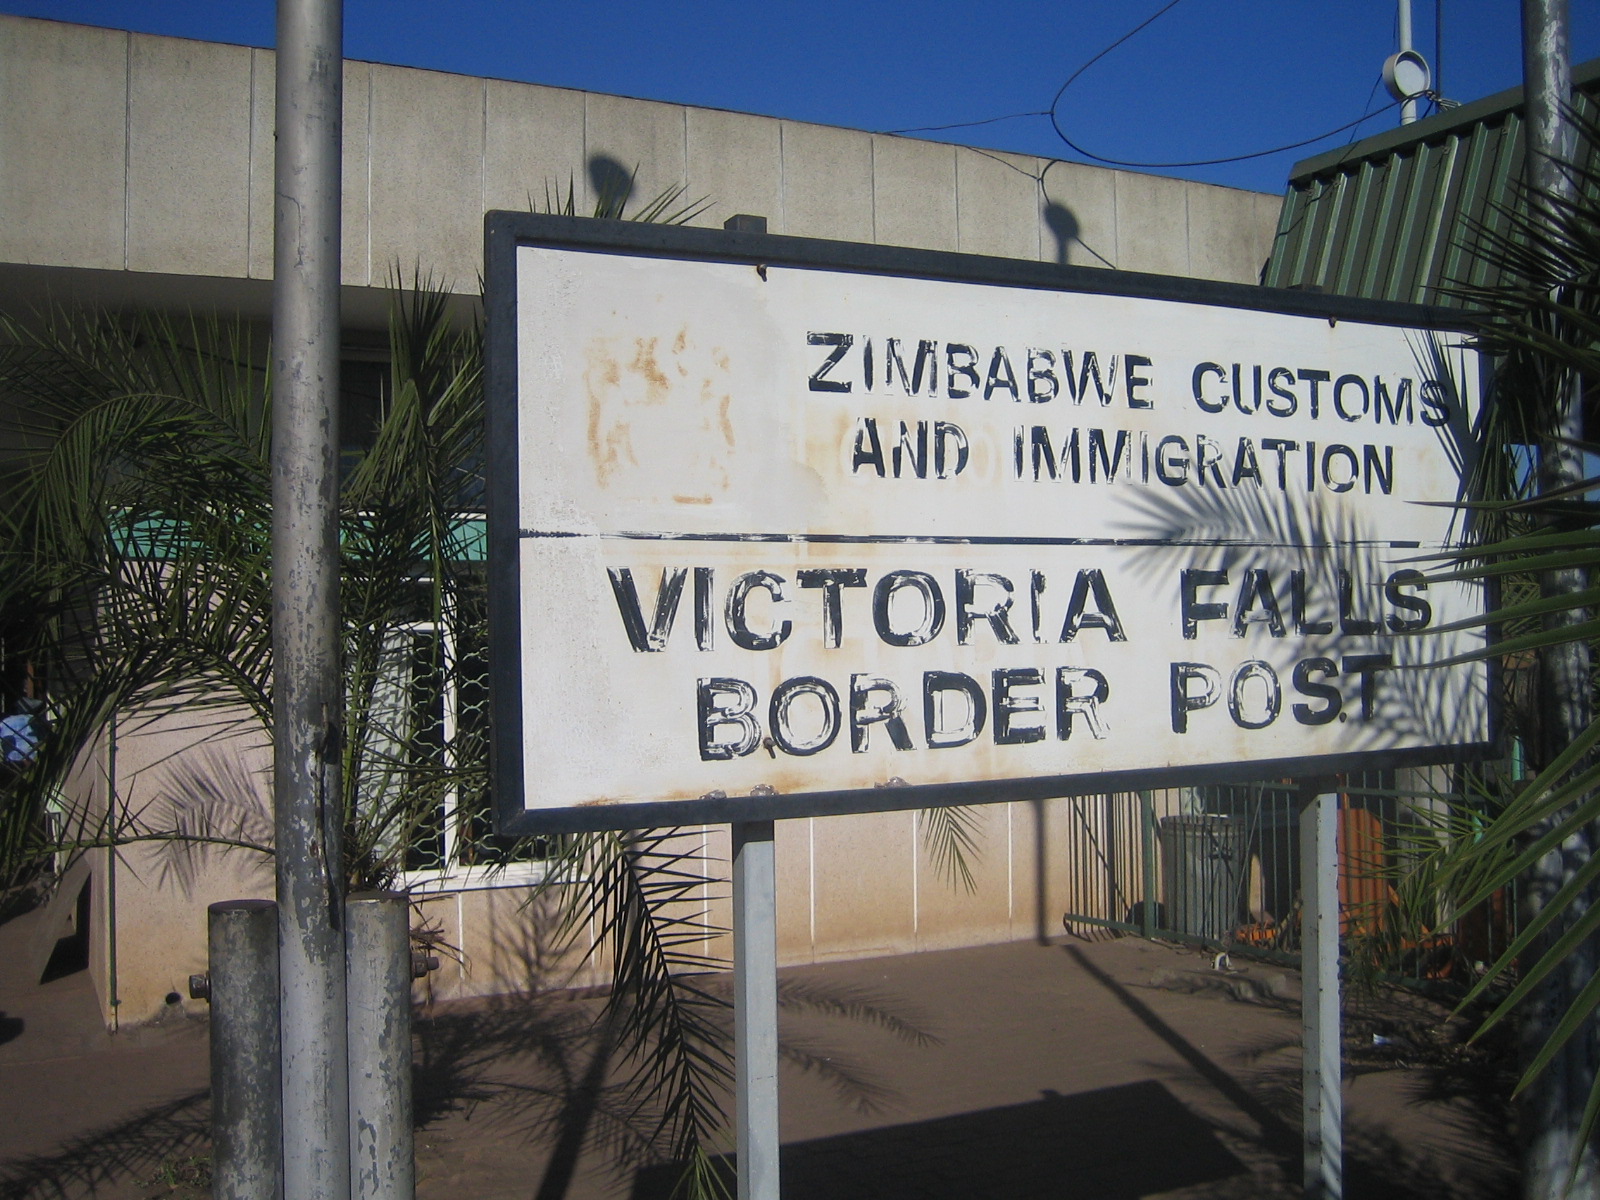 ZIMBABWE CUSTOMS
AND IMMIGRATION
VICTORIA FALLS
BORDER POST